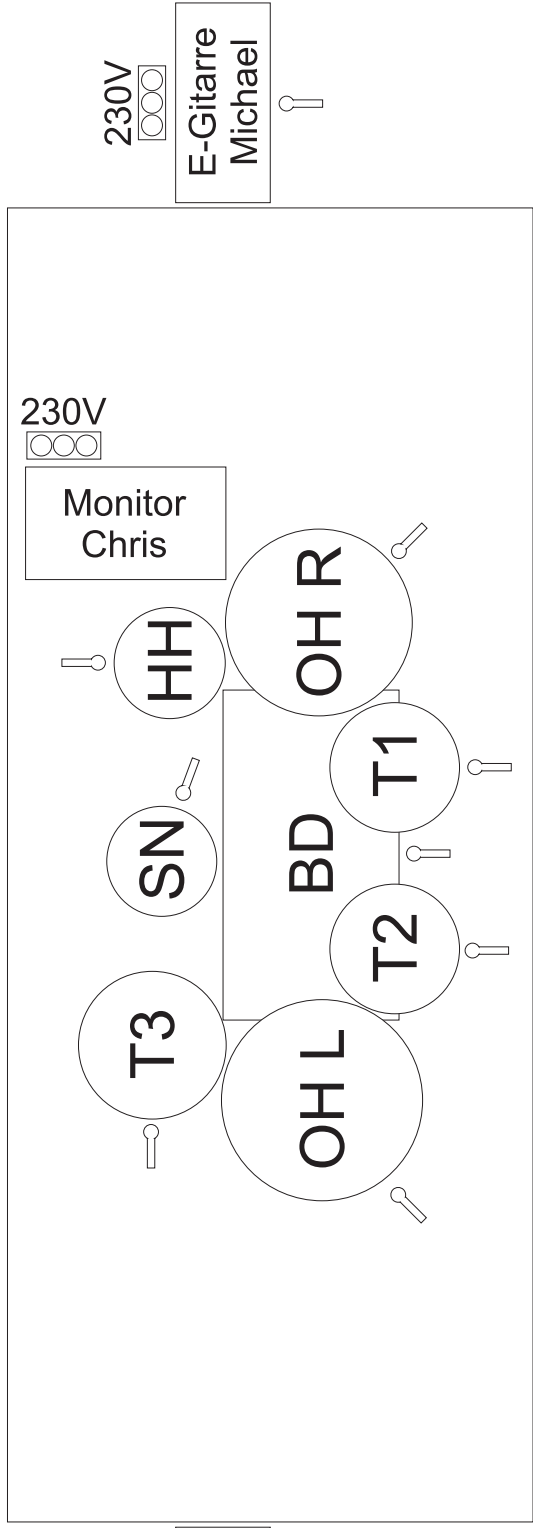 230V
E-Gitarre
Michael
230V
Monitor
Chris
OH R
HH
T1
SN
BD
T2
T3
OH L